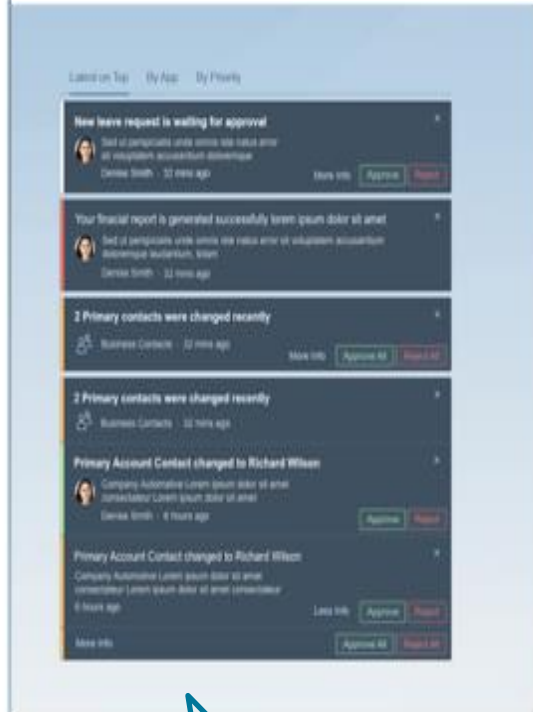 Latest on Top By App By Priority
New leave request is waiting for approval
Sed ut perspiciatis unde omnis iste natus error
sit voluptatem accusantium doloremque
Denise Smith · 32 mins ago
More Info Approve Reject
Your finacial report is generated successfully lorem ipsum dolor sit amet
Sed ut perspiciatis unde omnis iste natus error sit voluptatem accusantium
doloremque laudantium, totam
Denise Smith · 32 mins ago
2 Primary contacts were changed recently
Business Contacts · 32 mins ago
More Info Approve All Reject All
2 Primary contacts were changed recently
Business Contacts · 32 mins ago
Primary Account Contact changed to Richard Wilson
Company Automotive Lorem ipsum dolor sit amet
consectateur Lorem ipsum dolor sit amet
Denise Smith · 6 hours ago
Approve Reject
Primary Account Contact changed to Richard Wilson
Company Automotive Lorem ipsum dolor sit amet
consectateur Lorem ipsum dolor sit amet consectateur
6 hours ago
Less Info Approve Reject
More Info Approve All Reject All